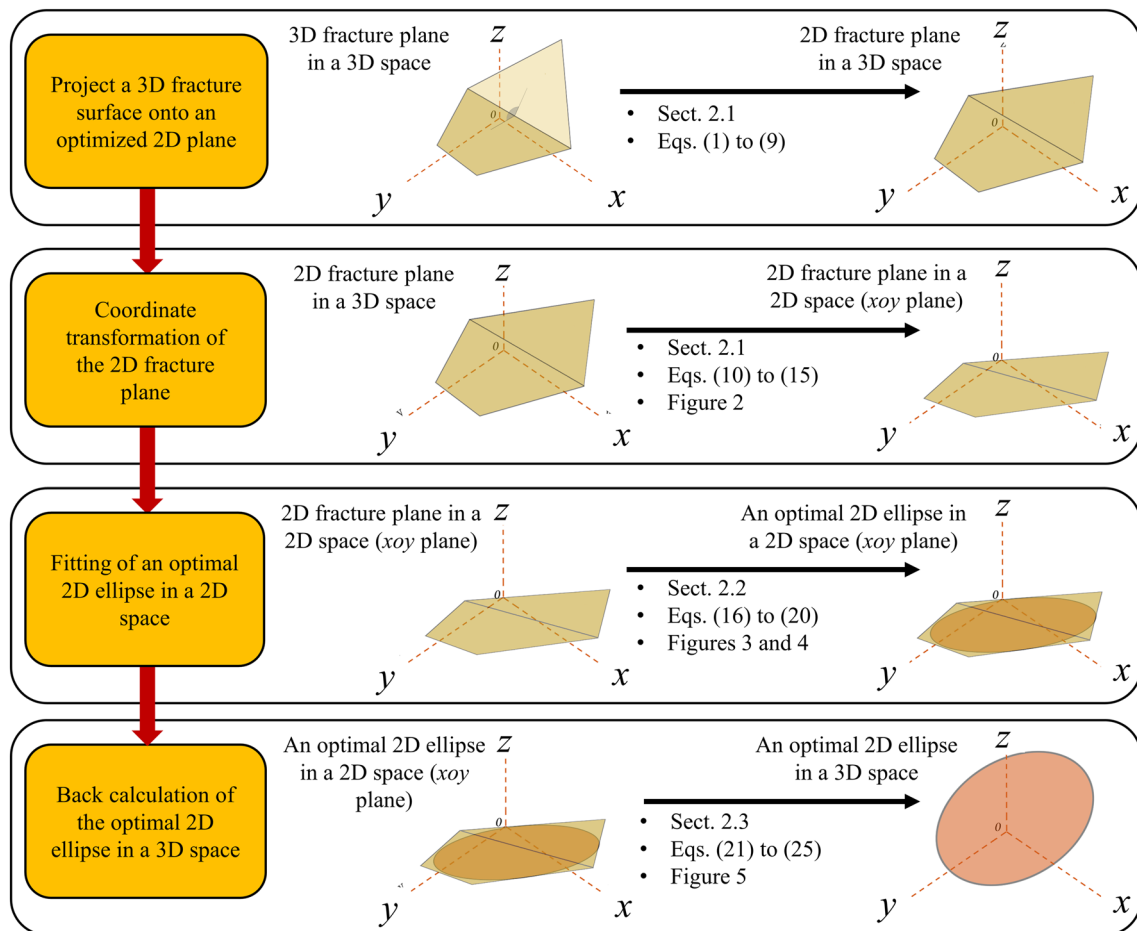 Project a 3D fracture
surface onto an
optimized 2D plane
3D fracture plane
in a 3D space
z
0
y
x
• Sect. 2.1
• Eqs. (1) to (9)
2D fracture plane
in a 3D space
z
0
y
x
Coordinate
transformation of
the 2D fracture
plane
2D fracture plane
in a 3D space
z
0
y
x
• Sect. 2.1
• Eqs. (10) to (15)
• Figure 2
2D fracture plane in a
2D space (xoy plane)
z
0
y
x
Fitting of an optimal
2D ellipse in a 2D
space
2D fracture plane in a
2D space (xoy plane)
z
0
y
x
• Sect. 2.2
• Eqs. (16) to (20)
• Figures 3 and 4
An optimal 2D ellipse in
a 2D space (xoy plane)
z
0
y
x
Back calculation of
the optimal 2D
ellipse in a 3D space
An optimal 2D ellipse
in a 2D space (xoy
plane)
z
0
y
x
• Sect. 2.3
• Eqs. (21) to (25)
• Figure 5
An optimal 2D ellipse
in a 3D space
z
0
y
x